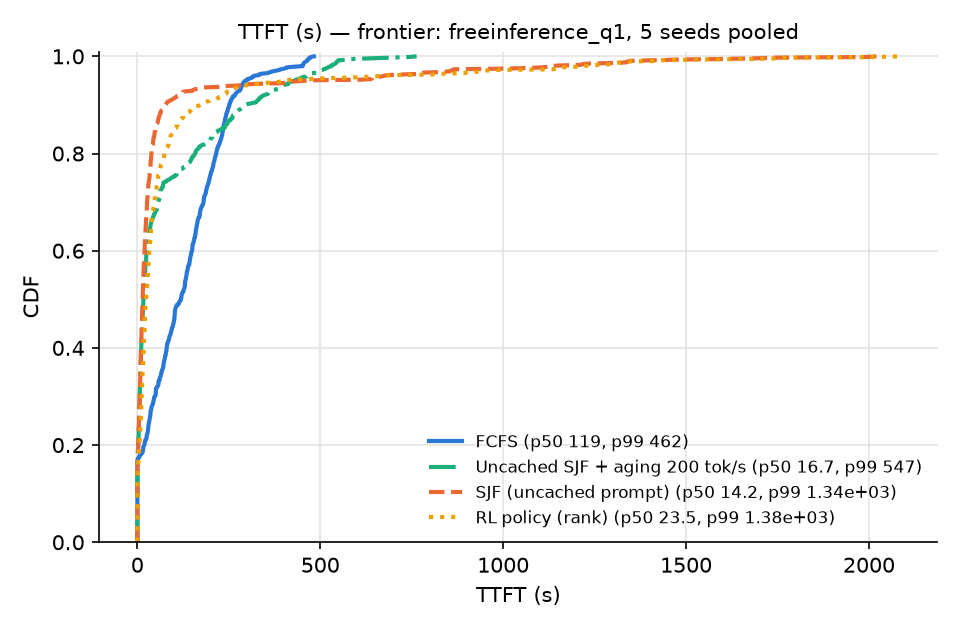 TTFT (s) — frontier: freeinference_q1, 5 seeds pooled
1.0
0.8
0.6
0.4
0.2
0.0
CDF
FCFS (p50 119, p99 462)
Uncached SJF + aging 200 tok/s (p50 16.7, p99 547)
SJF (uncached prompt) (p50 14.2, p99 1.34e+03)
RL policy (rank) (p50 23.5, p99 1.38e+03)
0 500 1000 1500 2000
TTFT (s)